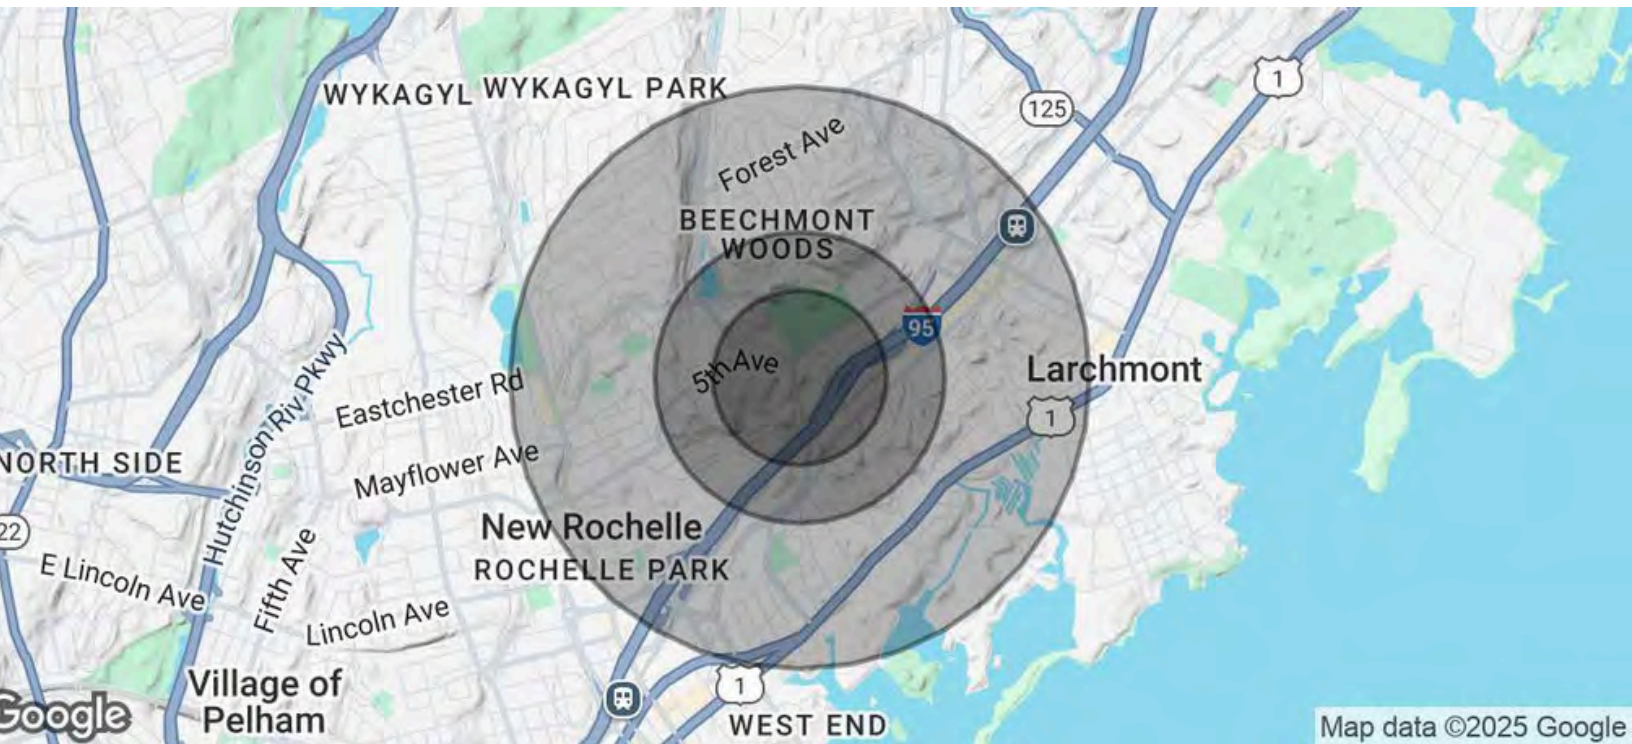 WYKAGYL
WYKAGYL PARK
125
1
Forest Ave
BEECHMONT
WOODS
95
5th Ave
Larchmont
1
Eastchester Rd
Hutchinson Riv Pkwy
NORTH SIDE
Mayflower Ave
22
New Rochelle
ROCHELLE PARK
E Lincoln Ave
Fifth Ave
Lincoln Ave
Village of
Pelham
1
WEST END
Google
Map data ©2025 Google